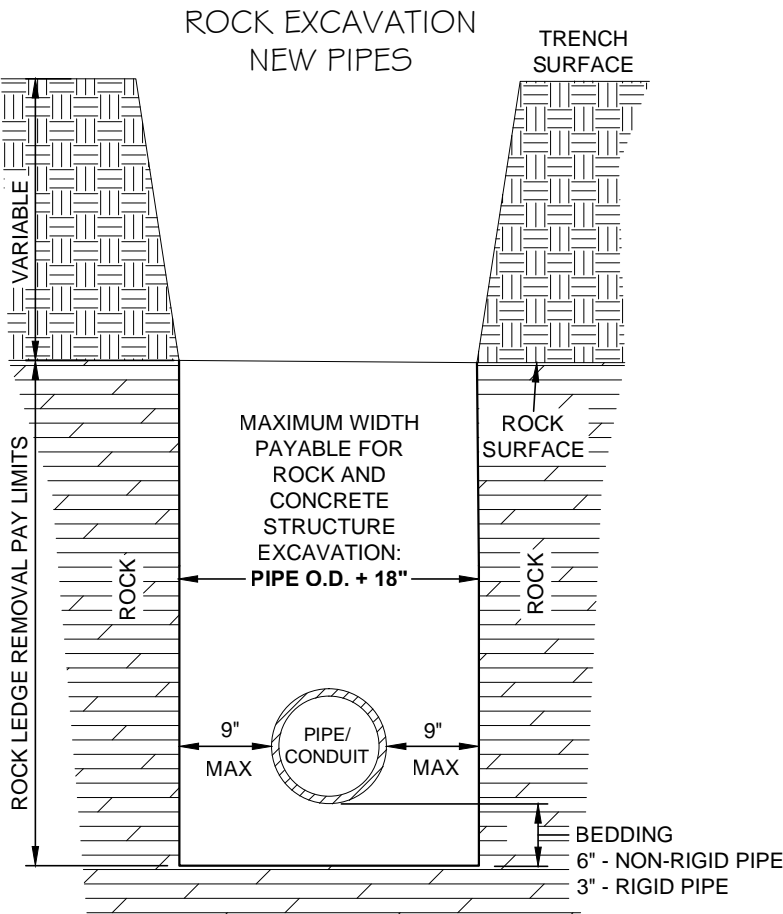 ROCK EXCAVATION
NEW PIPES
TRENCH
SURFACE
VARIABLE
ROCK LEDGE REMOVAL PAY LIMITS
MAXIMUM WIDTH
PAYABLE FOR
ROCK AND
CONCRETE
STRUCTURE
EXCAVATION:
PIPE O.D. + 18"
ROCK
SURFACE
ROCK
ROCK
9"
MAX
PIPE/
CONDUIT
9"
MAX
BEDDING
6" - NON-RIGID PIPE
3" - RIGID PIPE